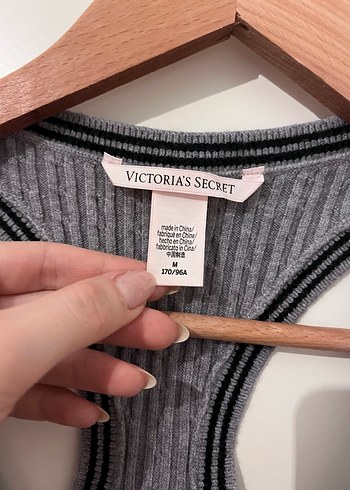 VICTORIA'S SECRET
made in China/
fabriqué en Chine/
hecho en China/
fabbricato in Cina/
中国制造
M
170/96A